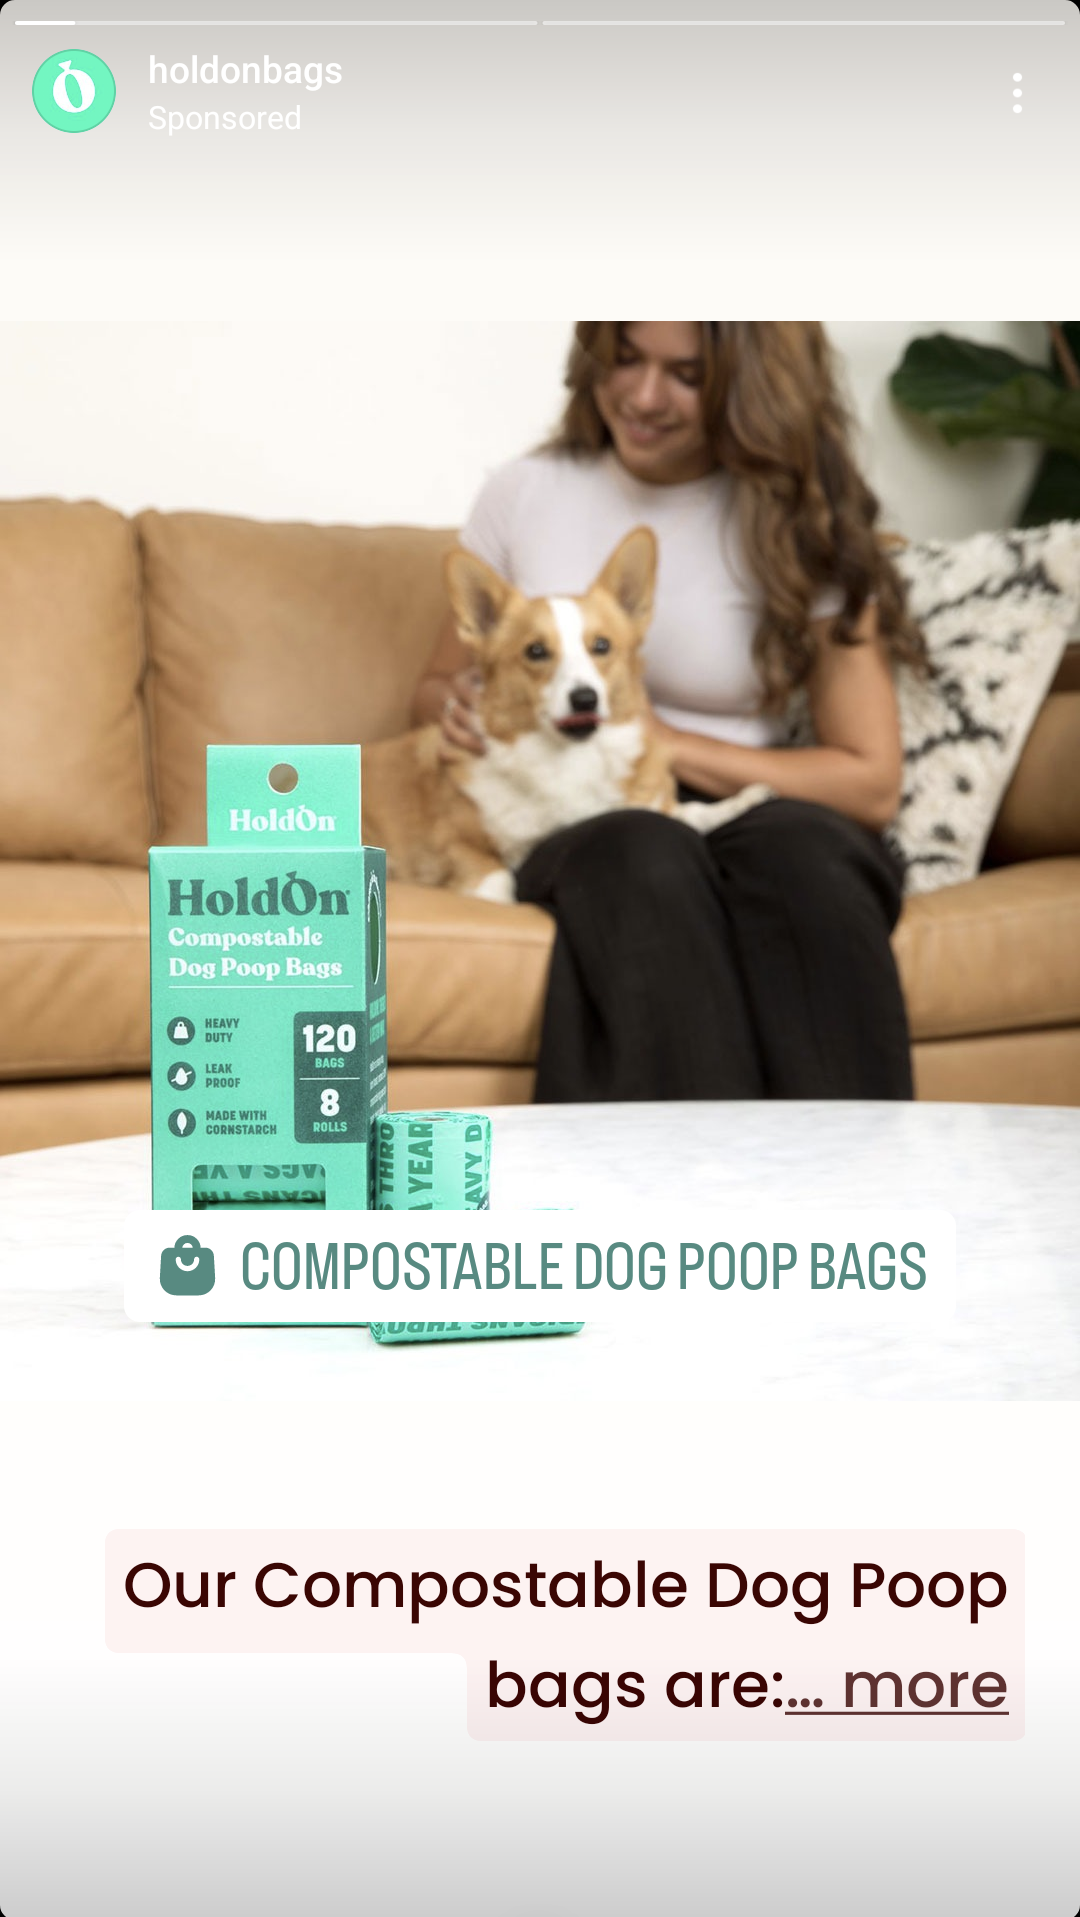 holdonbags
Sponsored
HoldOn
HoldOn
Compostable
Dog Poop Bags
HEAVY
DUTY
LEAK
PROOF
MADE WITH
CORNSTARCH
120
BAGS
8
ROLLS
A YEAR
COMPOSTABLE DOG POOP BAGS
Our Compostable Dog Poop
bags are:... more